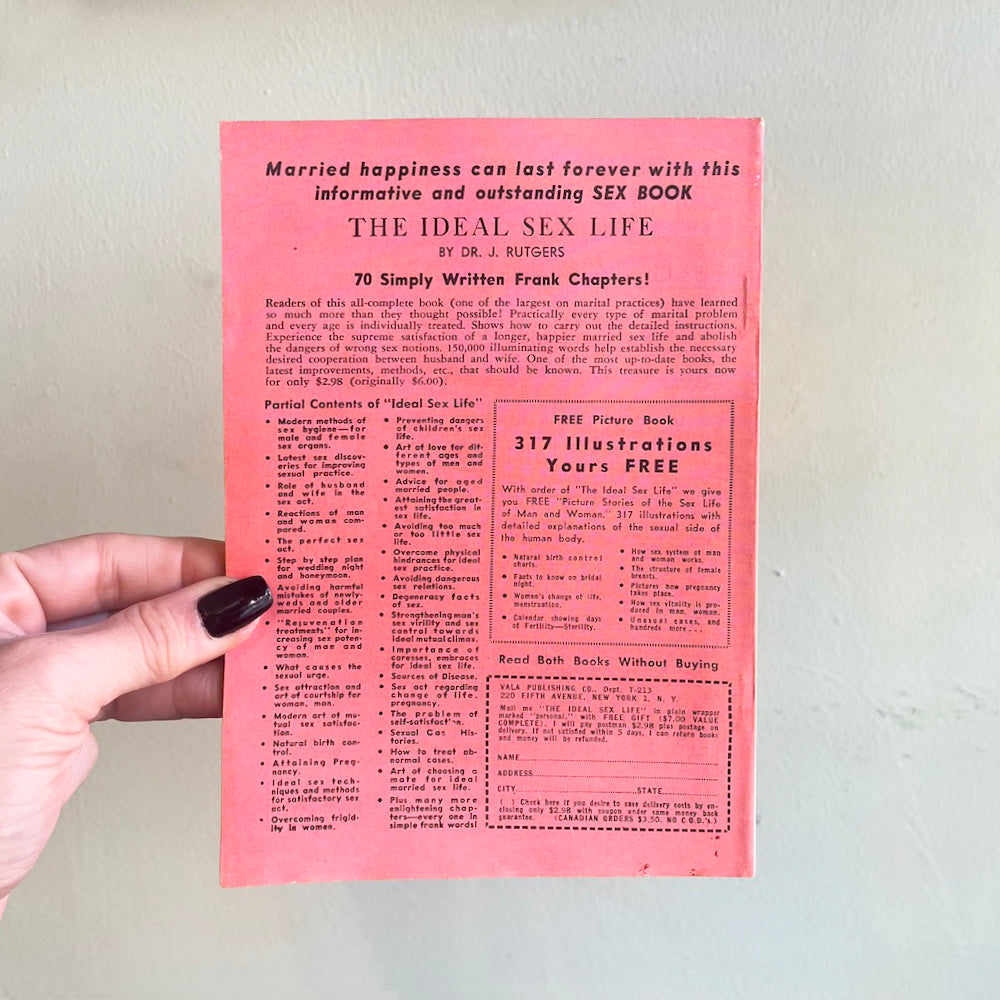 Married happiness can last forever with this
informative and outstanding SEX BOOK
THE IDEAL SEX LIFE
BY DR. J. RUTGERS
70 Simply Written Frank Chapters!
Readers of this all-complete book (one of the largest on marital practices) have learned
so much more than they thought possible! Practically every type of marital problem
and every age is individually treated. Shows how to carry out the detailed instructions.
Experience the supreme satisfaction of a longer, happier married sex life and abolish
the dangers of wrong sex notions. 150,000 illuminating words help establish the necessary
desired cooperation between husband and wife. One of the most up-to-date books, the
latest improvements, methods, etc., that should be known. This treasure is yours now
for only $2.98 (originally $6.00).
Partial Contents of "Ideal Sex Life"
• Modern methods of
sex hygiene—for
male and female
sex organs.
• Latest sex discov-
eries for improving
sexual practice.
• Role of husband
and wife in the
sex act.
• Reactions of man
and woman com-
pared.
• The perfect sex
act.
• Step by step plan
for wedding night
and honeymoon.
• Avoiding harmful
mistakes of newly-
weds and older
married couples.
• "Rejuvenation
treatments" for in-
creasing sex poten-
cy of man and
woman.
• What causes the
sexual urge.
• Sex attraction and
art of courtship for
woman, man.
• Modern art of mu-
tual sex satisfac-
tion.
• Natural birth con-
trol.
• Attaining Preg-
nancy.
• Ideal sex tech-
niques and methods
for satisfactory sex
act.
• Overcoming frigid-
ity in women.
• Preventing dangers
of children's sex
life.
• Art of love for dif-
ferent ages and
types of men and
women.
• Advice for aged
married people.
• Attaining the great-
est satisfaction in
sex life.
• Avoiding too much
or too little sex
life.
• Overcome physical
hindrances for ideal
sex practice.
• Avoiding dangerous
sex relations.
• Degeneracy facts
of sex.
• Strengthening man's
sex virility and sex
control towards
ideal mutual climax.
• Importance of
caresses, embraces
for ideal sex life.
• Sources of Disease.
• Sex act regarding
change of life,
pregnancy.
• The problem of
self-satisfact'n.
• Sexual Cas His-
tories.
• How to treat ab-
normal cases.
• Art of choosing a
mate for ideal
married sex life.
• Plus many more
enlightening chap-
ters—every one in
simple frank words!
FREE Picture Book
317 Illustrations
Yours FREE
With order of "The Ideal Sex Life" we give
you FREE "Picture Stories of the Sex Life
of Man and Woman." 317 illustrations with
detailed explanations of the sexual side of
the human body.
• Natural birth control
charts.
• Facts to know on bridal
night.
• Women's change of life,
menstruation.
• Calendar showing days
of Fertility—Sterility.
• How sex system of man
and woman works.
• The structure of female
breasts.
• Pictures how pregnancy
takes place.
• How sex vitality is pro-
duced in man, woman.
• Unusual cases, and
hundreds more...
Read Both Books Without Buying
VALA PUBLISHING CO., Dept. T-213
220 FIFTH AVENUE, NEW YORK 1, N. Y.
Mail me "THE IDEAL SEX LIFE" in plain wrapper
marked "personal," with FREE GIFT ($7.00 VALUE
COMPLETE). I will pay postman $2.98 plus postage on
delivery. If not satisfied within 5 days, I can return books
and money will be refunded.
NAME
ADDRESS
CITY STATE
( ) Check here if you desire to save delivery costs by en-
closing only $2.98 with coupon under same money back
guarantee. (CANADIAN ORDERS $3.50, NO C.O.D.'s.)